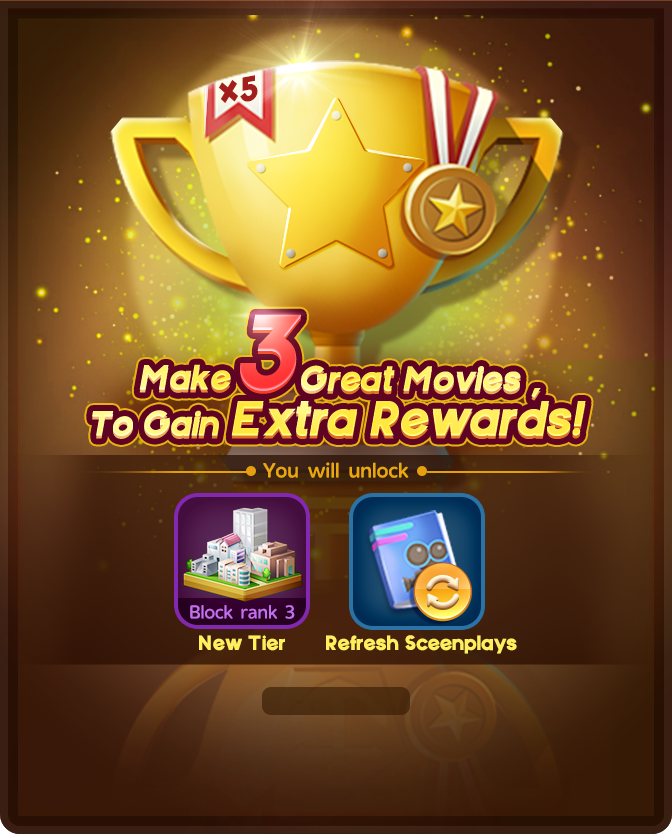 ×5
Make 3 Great Movies ,
To Gain Extra Rewards!
You will unlock
Block rank 3
New Tier
Refresh Sceenplays